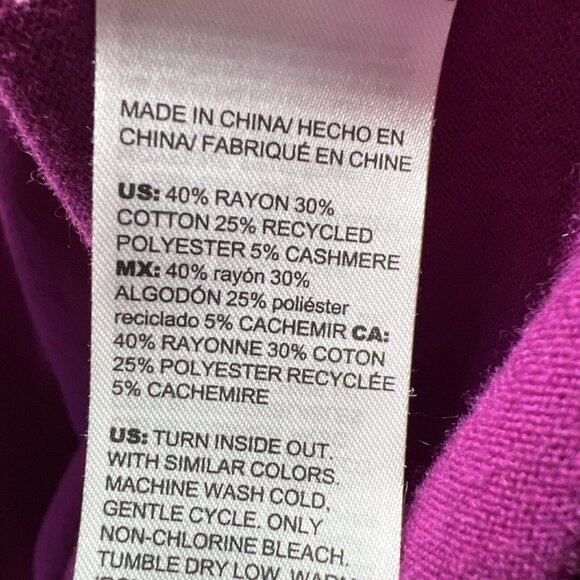 MADE IN CHINA/ HECHO EN
CHINA/ FABRIQUÉ EN CHINE
US: 40% RAYON 30%
COTTON 25% RECYCLED
POLYESTER 5% CASHMERE
MX: 40% rayón 30%
ALGODÓN 25% poliéster
reciclado 5% CACHEMIR CA:
40% RAYONNE 30% COTON
25% POLYESTER RECYCLÉE
5% CACHEMIRE
US: TURN INSIDE OUT.
WITH SIMILAR COLORS.
MACHINE WASH COLD,
GENTLE CYCLE. ONLY
NON-CHLORINE BLEACH.
TUMBLE DRY LOW. WARM